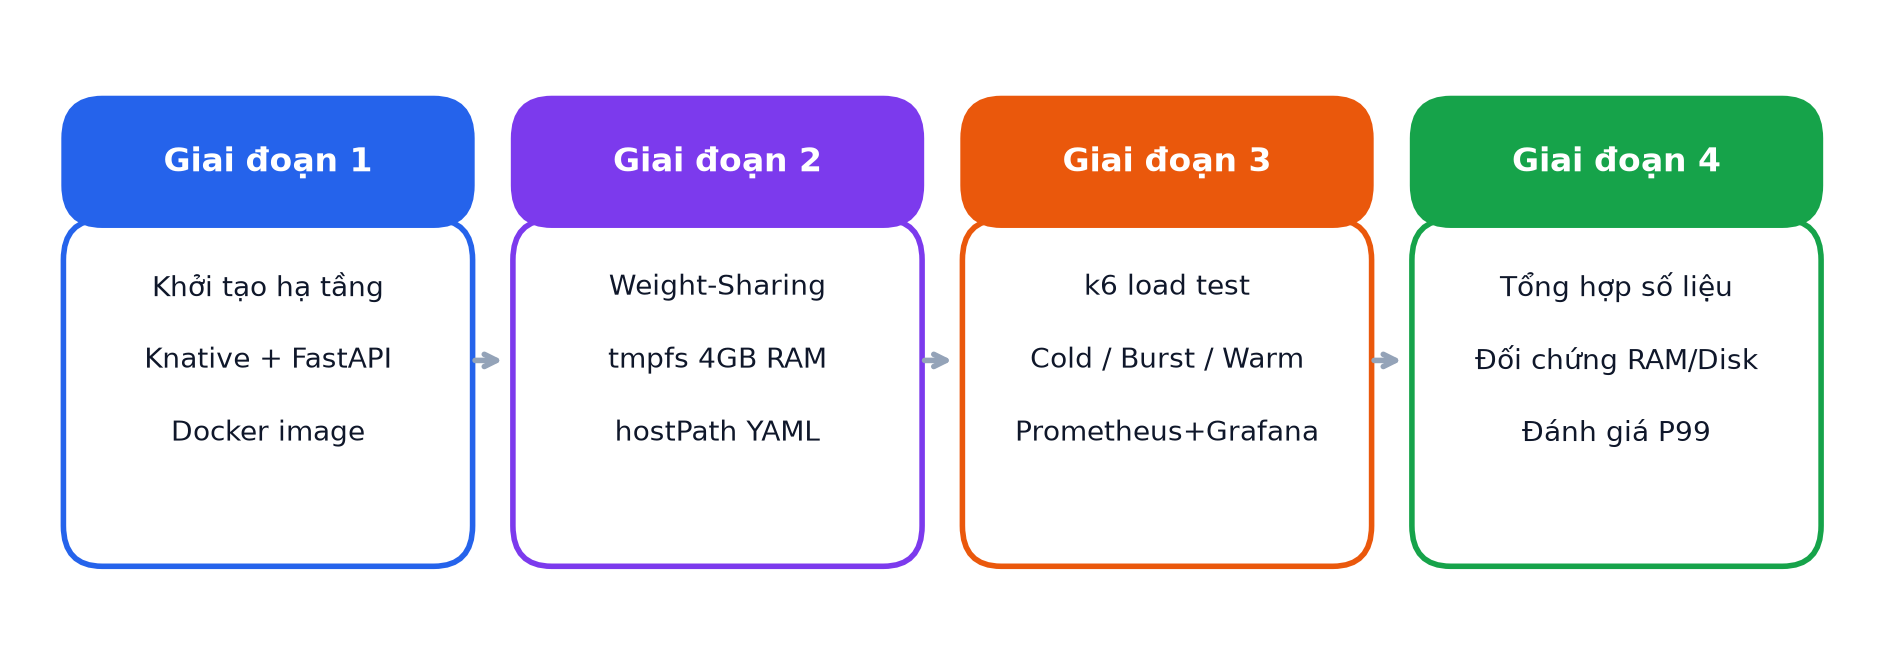 Giai đoạn 1
Khởi tạo hạ tầng
Knative + FastAPI
Docker image
Giai đoạn 2
Weight-Sharing
tmpfs 4GB RAM
hostPath YAML
Giai đoạn 3
k6 load test
Cold / Burst / Warm
Prometheus+Grafana
Giai đoạn 4
Tổng hợp số liệu
Đối chứng RAM/Disk
Đánh giá P99